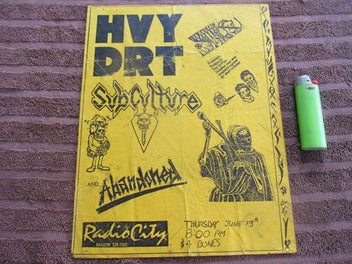 HVY
DRT
SubCulture
AND Abandoned
Radio City
THURSDAY JUNE 13th
8:00 PM
$4 BONES